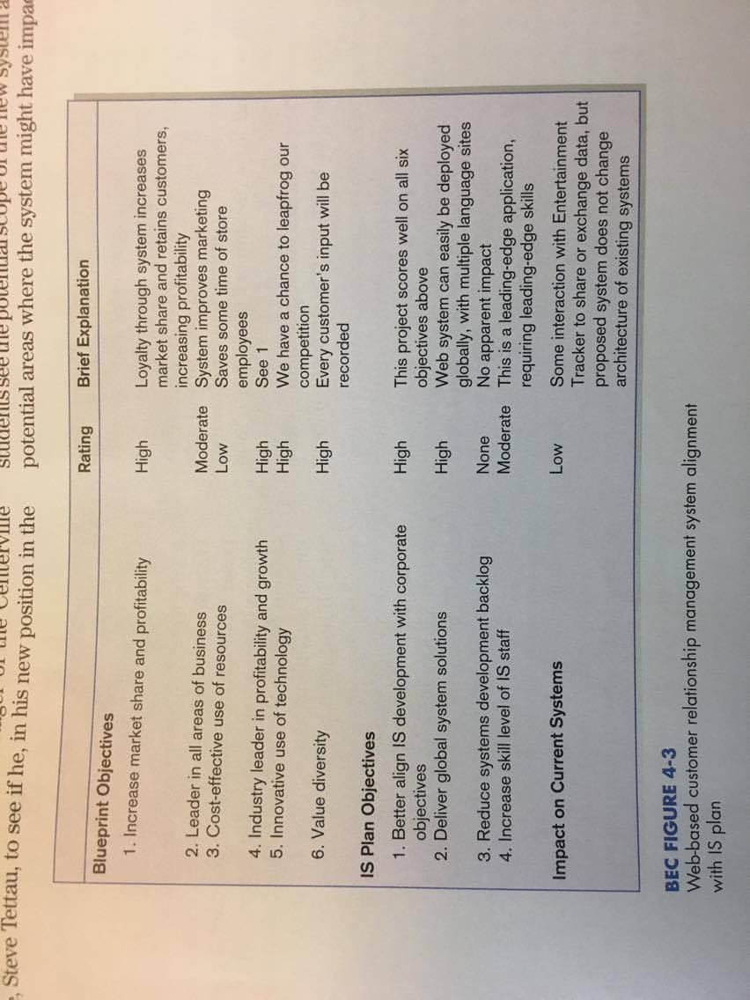 ager of the Centerville
, Steve Tettau, to see if he, in his new position in the
students see the potential scope of the new system a
potential areas where the system might have impac
Rating Brief Explanation
Blueprint Objectives
1. Increase market share and profitability High Loyalty through system increases
market share and retains customers,
increasing profitability
2. Leader in all areas of business Moderate System improves marketing
3. Cost-effective use of resources Low Saves some time of store
employees
4. Industry leader in profitability and growth High See 1
5. Innovative use of technology High We have a chance to leapfrog our
competition
6. Value diversity High Every customer's input will be
recorded
IS Plan Objectives
1. Better align IS development with corporate High This project scores well on all six
objectives objectives above
2. Deliver global system solutions High Web system can easily be deployed
globally, with multiple language sites
3. Reduce systems development backlog None No apparent impact
4. Increase skill level of IS staff Moderate This is a leading-edge application,
requiring leading-edge skills
Impact on Current Systems Low Some interaction with Entertainment
Tracker to share or exchange data, but
proposed system does not change
architecture of existing systems
BEC FIGURE 4-3
Web-based customer relationship management system alignment
with IS plan